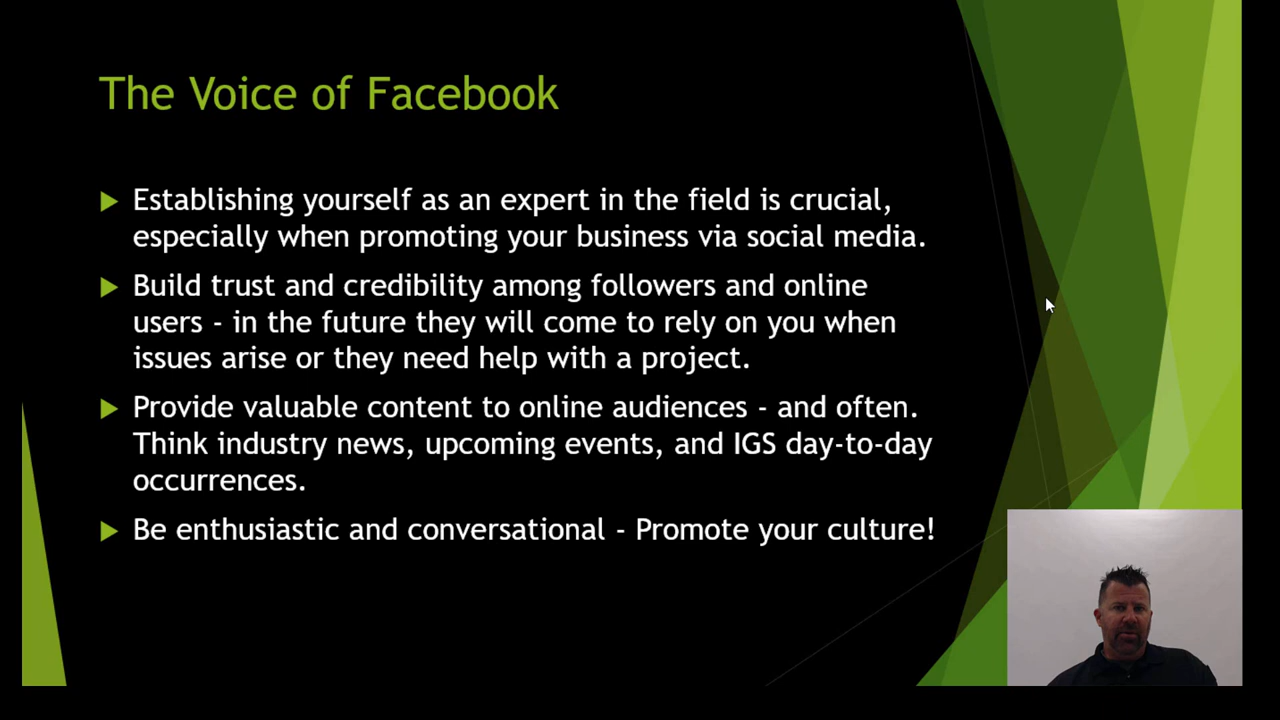 The Voice of Facebook
Establishing yourself as an expert in the field is crucial,
especially when promoting your business via social media.
Build trust and credibility among followers and online
users - in the future they will come to rely on you when
issues arise or they need help with a project.
Provide valuable content to online audiences - and often.
Think industry news, upcoming events, and IGS day-to-day
occurrences.
Be enthusiastic and conversational - Promote your culture!